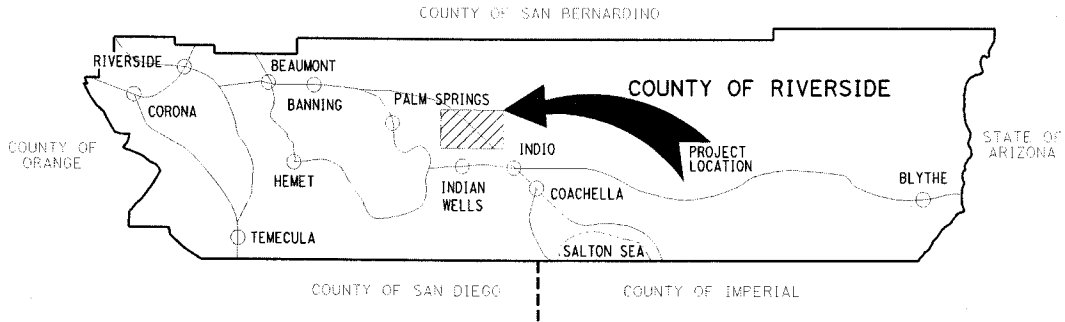 COUNTY OF SAN BERNARDINO
RIVERSIDE
BEAUMONT
COUNTY OF RIVERSIDE
PALM SPRINGS
BANNING
CORONA
COUNTY OF
ORANGE
STATE OF
ARIZONA
INDIO
PROJECT
LOCATION
HEMET
INDIAN
WELLS
COACHELLA
BLYTHE
TEMECULA
SALTON SEA
COUNTY OF SAN DIEGO
COUNTY OF IMPERIAL